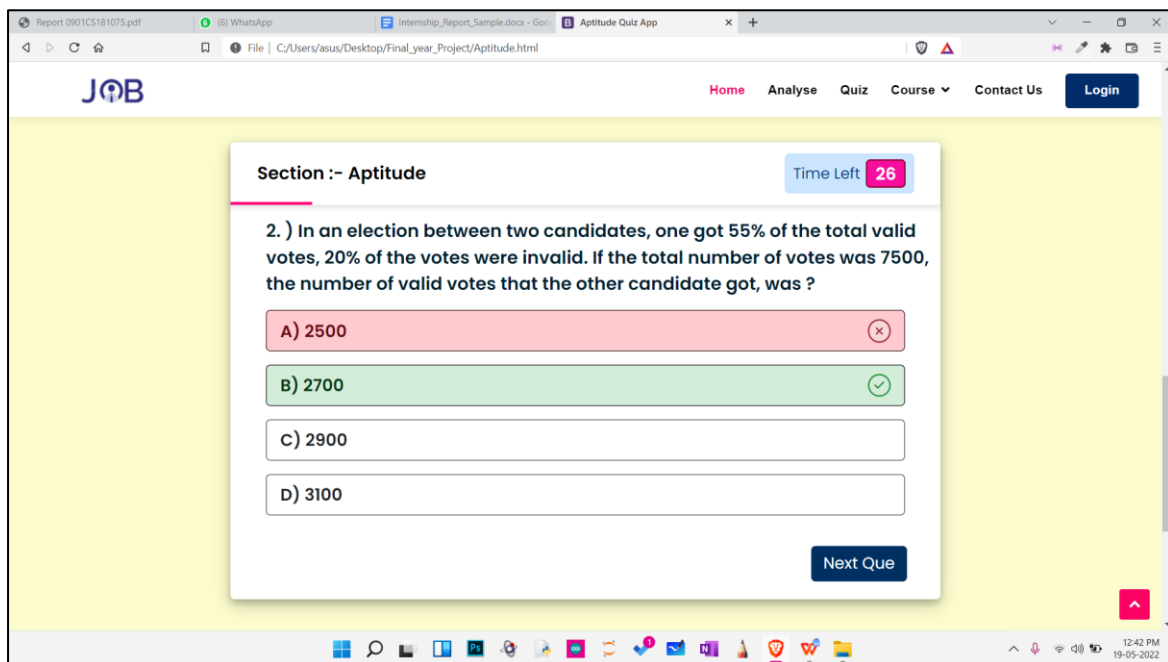 Report 0901CS181075.pdf
(6) WhatsApp
Internship_Report_Sample.docx - Goo
Aptitude Quiz App
File | C:/Users/asus/Desktop/Final_year_Project/Aptitude.html
JOB
Home Analyse Quiz Course Contact Us Login
Section :- Aptitude
Time Left 26
2. ) In an election between two candidates, one got 55% of the total valid
votes, 20% of the votes were invalid. If the total number of votes was 7500,
the number of valid votes that the other candidate got, was ?
A) 2500
B) 2700
C) 2900
D) 3100
Next Que
12:42 PM
19-05-2022